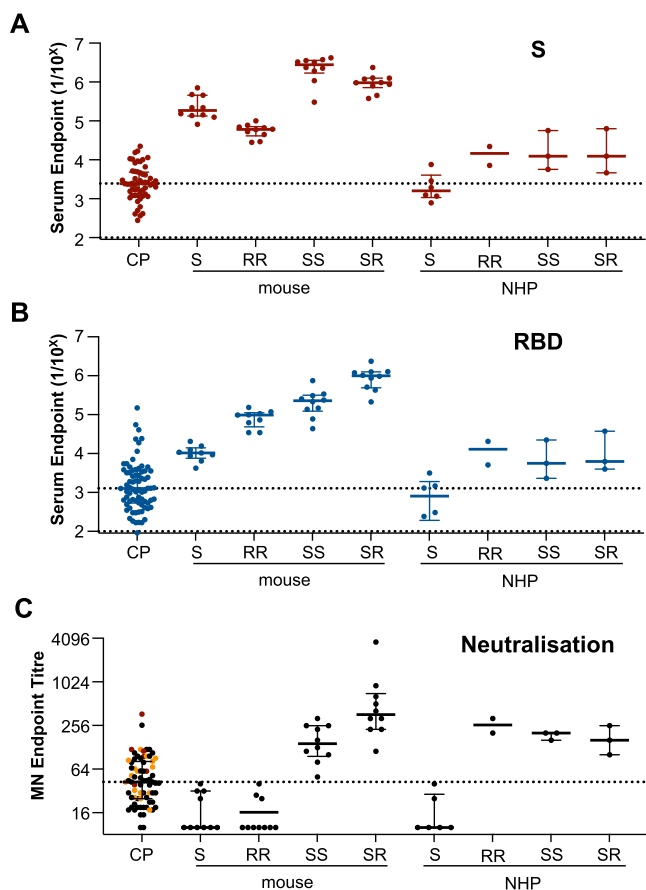 A
S
Serum Endpoint (1/10ˣ)
7
6
5
4
3
2
CP S RR SS SR S RR SS SR
mouse NHP
B
RBD
Serum Endpoint (1/10ˣ)
7
6
5
4
3
2
CP S RR SS SR S RR SS SR
mouse NHP
C
Neutralisation
MN Endpoint Titre
4096
1024
256
64
16
CP S RR SS SR S RR SS SR
mouse NHP